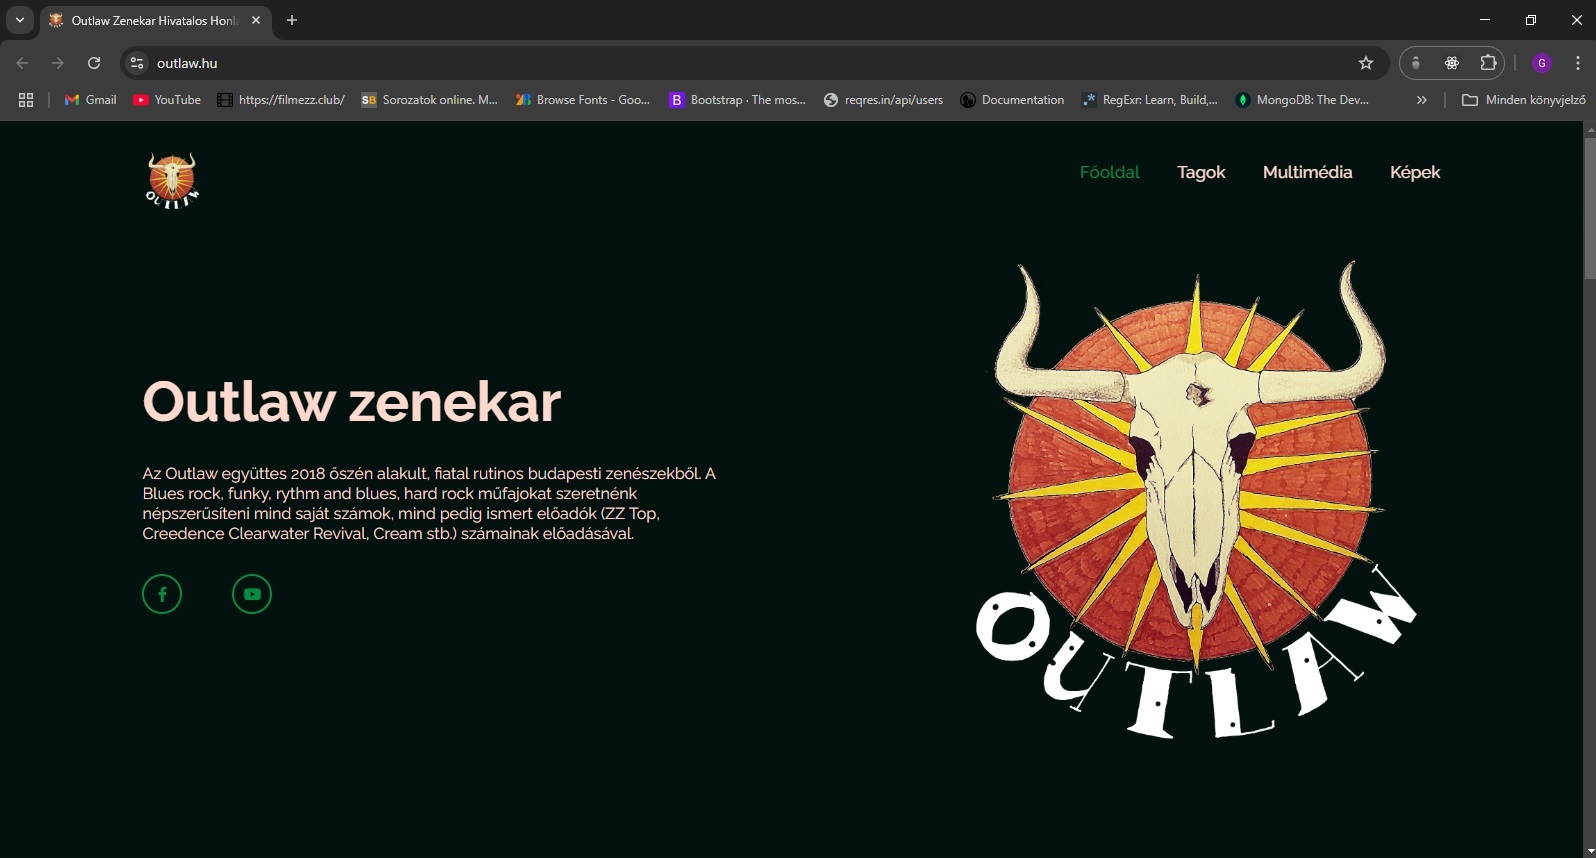 Outlaw Zenekar Hivatalos Honl
outlaw.hu
G
Gmail
YouTube
https://filmezz.club/
SB Sorozatok online. M...
Browse Fonts - Goo...
B Bootstrap · The mos...
reqres.in/api/users
Documentation
RegExr: Learn, Build,...
MongoDB: The Dev...
Minden könyvjelző
OUTLAW
Főoldal
Tagok
Multimédia
Képek
Outlaw zenekar
Az Outlaw együttes 2018 őszén alakult, fiatal rutinos budapesti zenészekből. A
Blues rock, funky, rythm and blues, hard rock műfajokat szeretnénk
népszerűsíteni mind saját számok, mind pedig ismert előadók (ZZ Top,
Creedence Clearwater Revival, Cream stb.) számainak előadásával.
OUTLAW